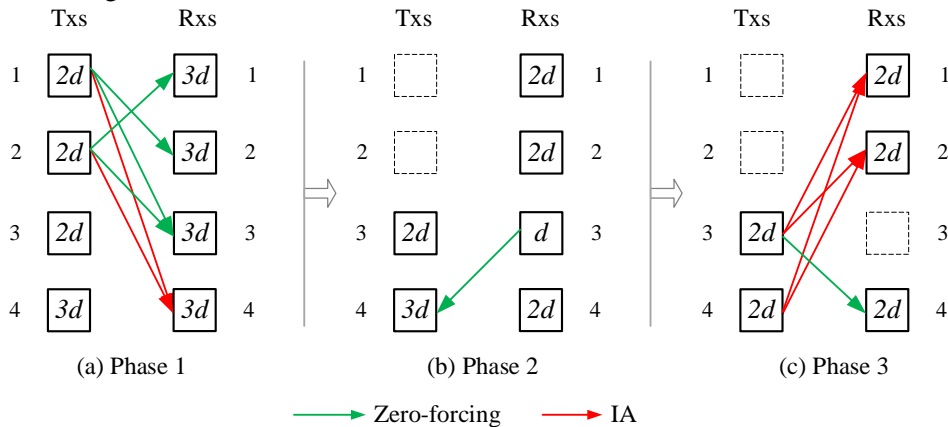 Txs Rxs Txs Rxs Txs Rxs
1 2d 3d 1 1 2d 1 1 2d 1
2 2d 3d 2 2 2d 2 2 2d 2
3 2d 3d 3 3 2d d 3 3 2d 3
4 3d 3d 4 4 3d 2d 4 4 2d 2d 4
(a) Phase 1 (b) Phase 2 (c) Phase 3
Zero-forcing IA